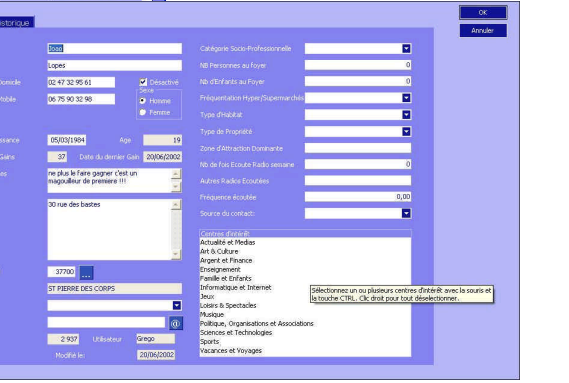 istorique
OK
Annuler
Joao
Lopes
Domicile 02 47 32 95 61 Désactivé
Mobile 06 75 90 32 98
Sexe
Homme
Femme
issance 05/03/1984 Age 19
Gains 37 Date du dernier Gain 20/06/2002
es ne plus le faire gagner c'est un
magouilleur de premiere !!!
30 rue des bastes
37700 ...
ST PIERRE DES CORPS
@
2 937 Utilisateur Grego
Modifié le: 20/06/2002
Catégorie Socio-Professionnelle
NB Personnes au foyer 0
Nb d'Enfants au Foyer 0
Fréquentation Hyper/Supermarchés
Type d'Habitat
Type de Propriété
Zone d'Attraction Dominante
Nb de fois Ecoute Radio semaine 0
Autres Radios Ecoutées
Fréquence écoutée 0,00
Source du contact:
Centres d'intérêt
Actualité et Medias
Art & Culture
Argent et Finance
Enseignement
Famille et Enfants
Informatique et Internet
Jeux
Loisirs & Spectacles
Musique
Politique, Organisations et Associations
Sciences et Technologies
Sports
Vacances et Voyages
Sélectionnez un ou plusieurs centres d'intérêt avec la souris et
la touche CTRL. Clic droit pour tout déselectionner.